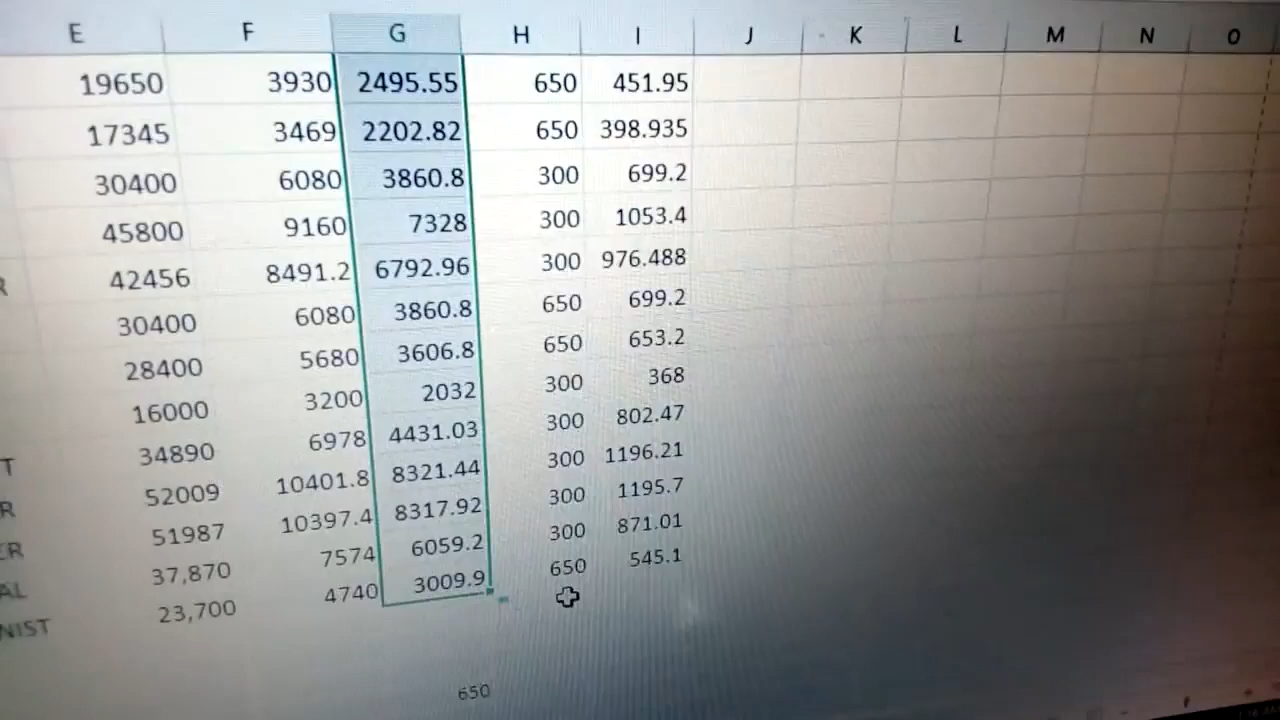 E F G H I J K L M N O
19650 3930 2495.55 650 451.95
17345 3469 2202.82 650 398.935
30400 6080 3860.8 300 699.2
45800 9160 7328 300 1053.4
R 42456 8491.2 6792.96 300 976.488
30400 6080 3860.8 650 699.2
28400 5680 3606.8 650 653.2
16000 3200 2032 300 368
T 34890 6978 4431.03 300 802.47
R 52009 10401.8 8321.44 300 1196.21
ER 51987 10397.4 8317.92 300 1195.7
AL 37,870 7574 6059.2 300 871.01
NIST 23,700 4740 3009.9 650 545.1
650